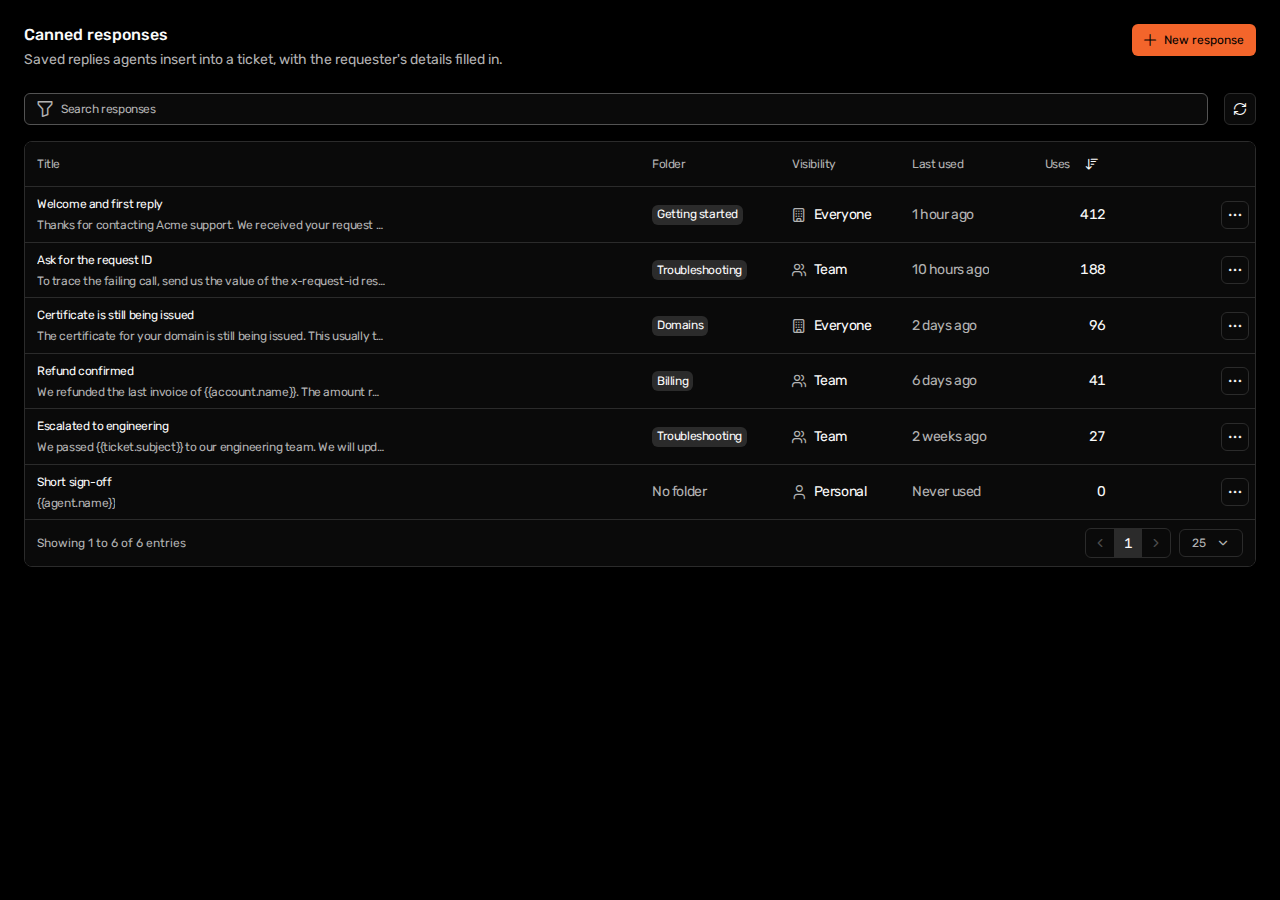 Canned responses
Saved replies agents insert into a ticket, with the requester's details filled in.
New response
Search responses
Title Folder Visibility Last used Uses
Welcome and first reply
Thanks for contacting Acme support. We received your request …
Getting started Everyone 1 hour ago 412
Ask for the request ID
To trace the failing call, send us the value of the x-request-id res…
Troubleshooting Team 10 hours ago 188
Certificate is still being issued
The certificate for your domain is still being issued. This usually t…
Domains Everyone 2 days ago 96
Refund confirmed
We refunded the last invoice of {{account.name}}. The amount r…
Billing Team 6 days ago 41
Escalated to engineering
We passed {{ticket.subject}} to our engineering team. We will upd…
Troubleshooting Team 2 weeks ago 27
Short sign-off
{{agent.name}}
No folder Personal Never used 0
Showing 1 to 6 of 6 entries
1
25